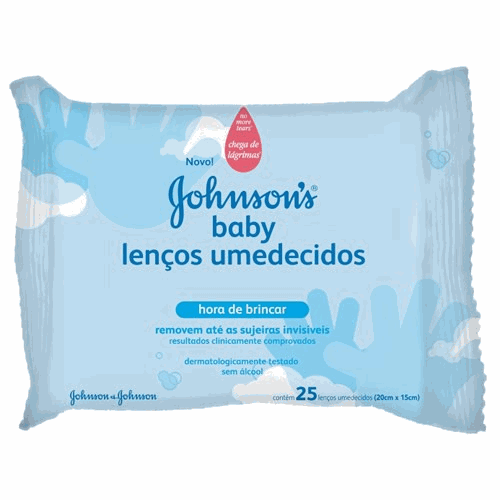 no
more
tears®
chega de
lágrimas®
Novo!
Johnson's®
baby
lenços umedecidos
hora de brincar
removem até as sujeiras invisíveis
resultados clinicamente comprovados
dermatologicamente testado
sem álcool
Johnson & Johnson
contém 25 lenços umedecidos (20cm x 15cm)